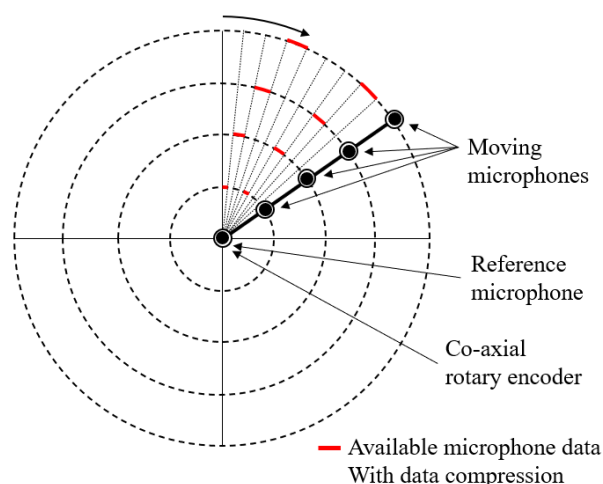 Moving
microphones
Reference
microphone
Co-axial
rotary encoder
Available microphone data
With data compression